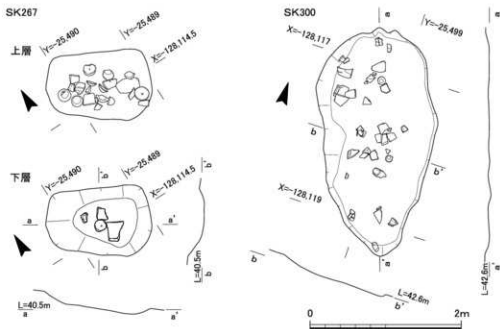 SK267
上層
Y=-25,490
Y=-25,489
X=-128,114.5
下層
Y=-25,490
Y=-25,489
X=-128,114.5
b'
a
a'
b
L=40.5m
b'
b
L=40.5m
a
a'
SK300
a'
Y=-25,499
X=-128,117
b
b'
X=-128,119
a
b
L=42.6m
b'
a'
L=42.6m
a
0
2m